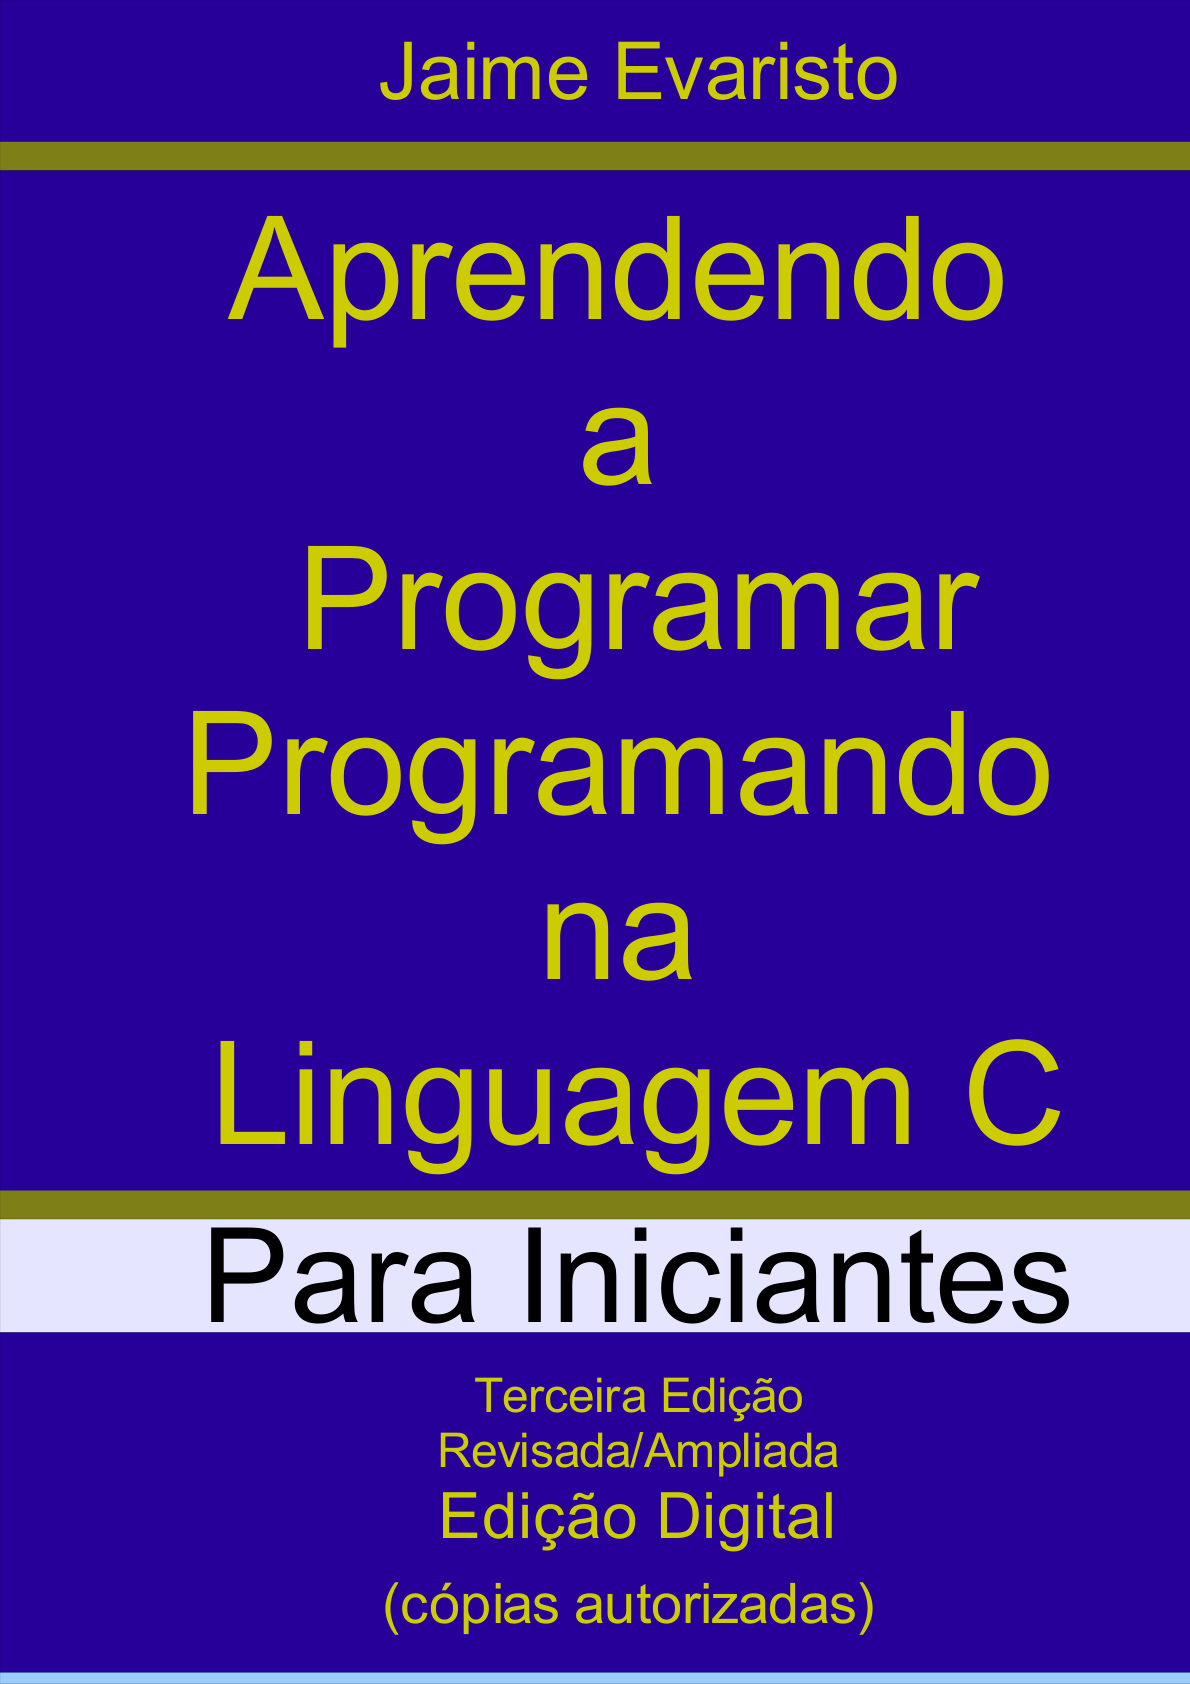 Jaime Evaristo
Aprendendo
a
Programar
Programando
na
Linguagem C
Para Iniciantes
Terceira Edição
Revisada/Ampliada
Edição Digital
(cópias autorizadas)